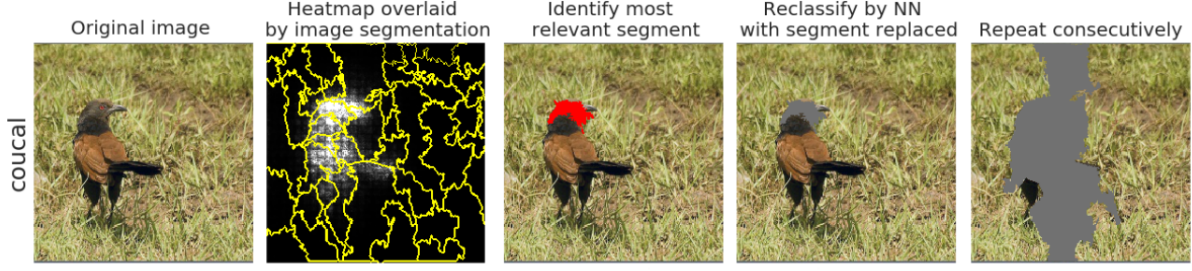 Original image
Heatmap overlaid
by image segmentation
Identify most
relevant segment
Reclassify by NN
with segment replaced
Repeat consecutively
coucal